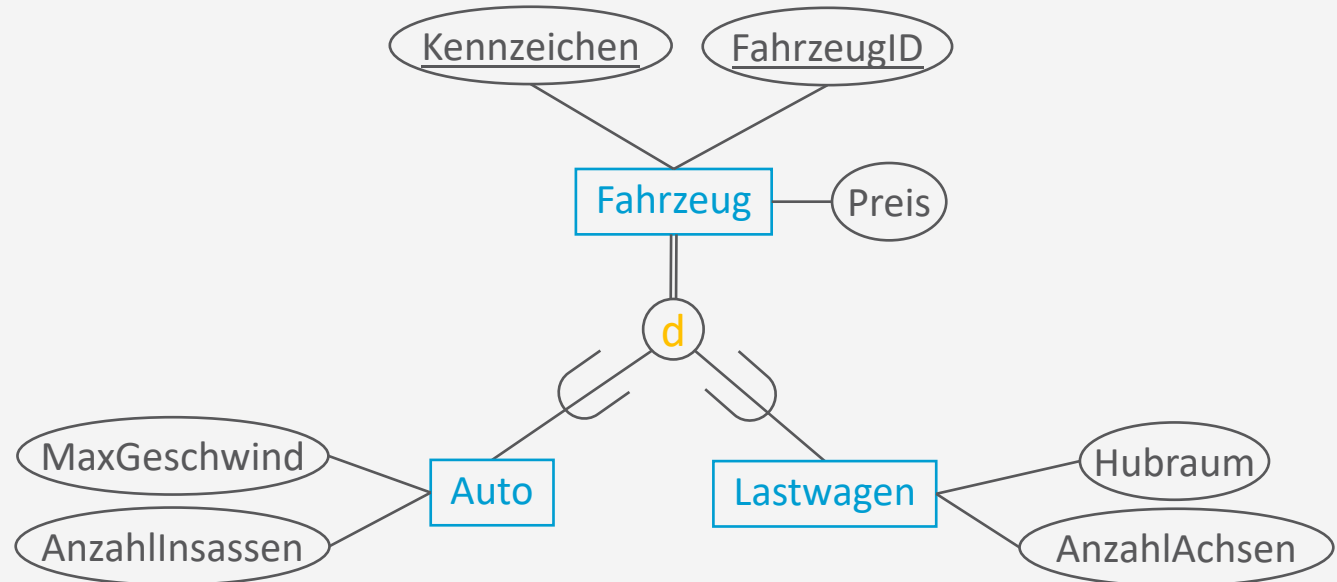 Kennzeichen
FahrzeugID
Fahrzeug
Preis
d
MaxGeschwind
Auto
AnzahlInsassen
Lastwagen
Hubraum
AnzahlAchsen